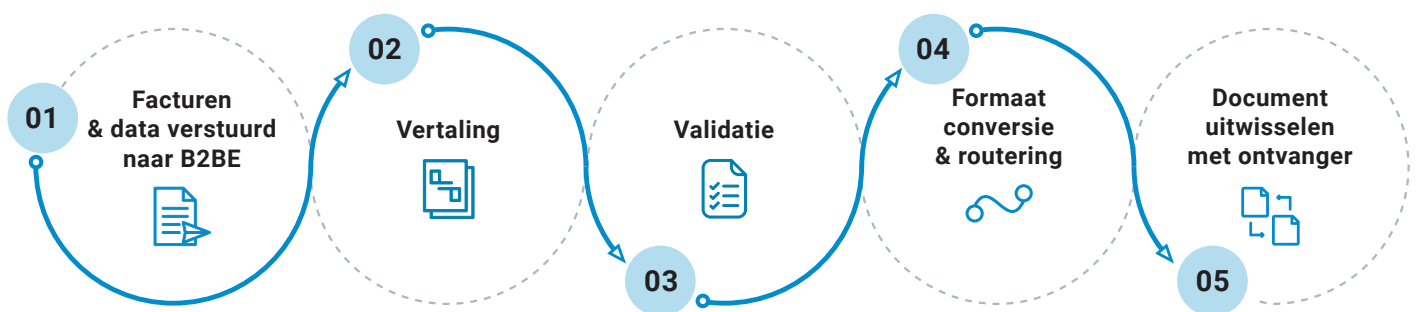 01
Facturen
& data verstuurd
naar B2BE
02
Vertaling
03
Validatie
04
Formaat
conversie
& routering
05
Document
uitwisselen
met ontvanger